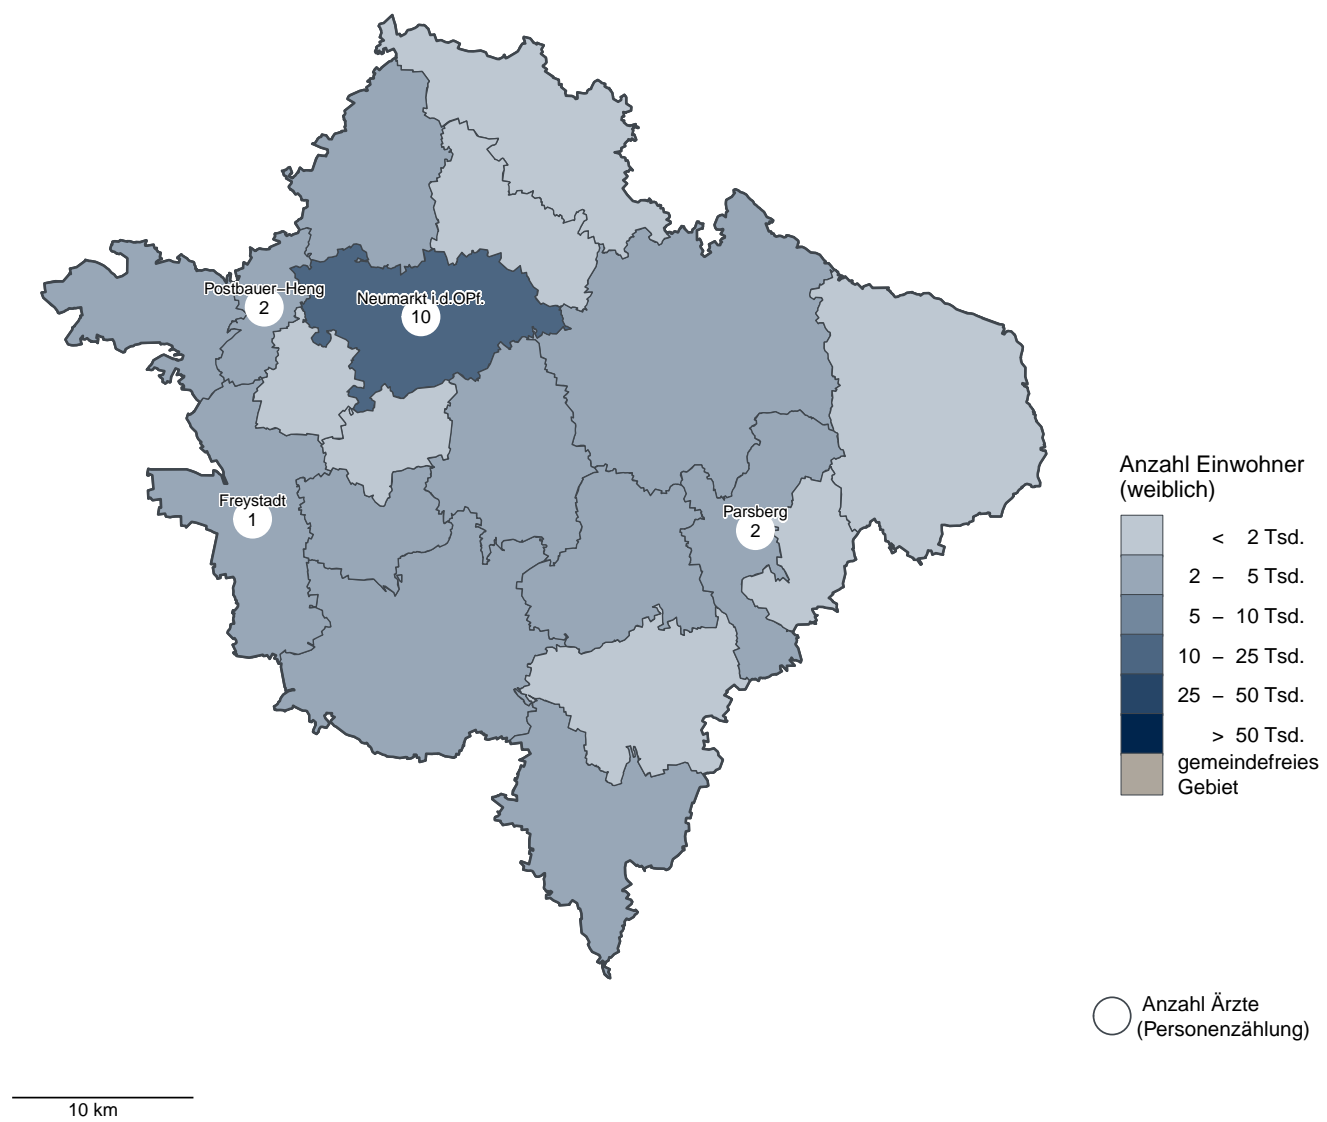 Postbauer−Heng
2
Neumarkt i.d.OPf.
10
Freystadt
1
Parsberg
2
Anzahl Einwohner
(weiblich)
< 2 Tsd.
2 − 5 Tsd.
5 − 10 Tsd.
10 − 25 Tsd.
25 − 50 Tsd.
> 50 Tsd.
gemeindefreies
Gebiet
Anzahl Ärzte
(Personenzählung)
10 km